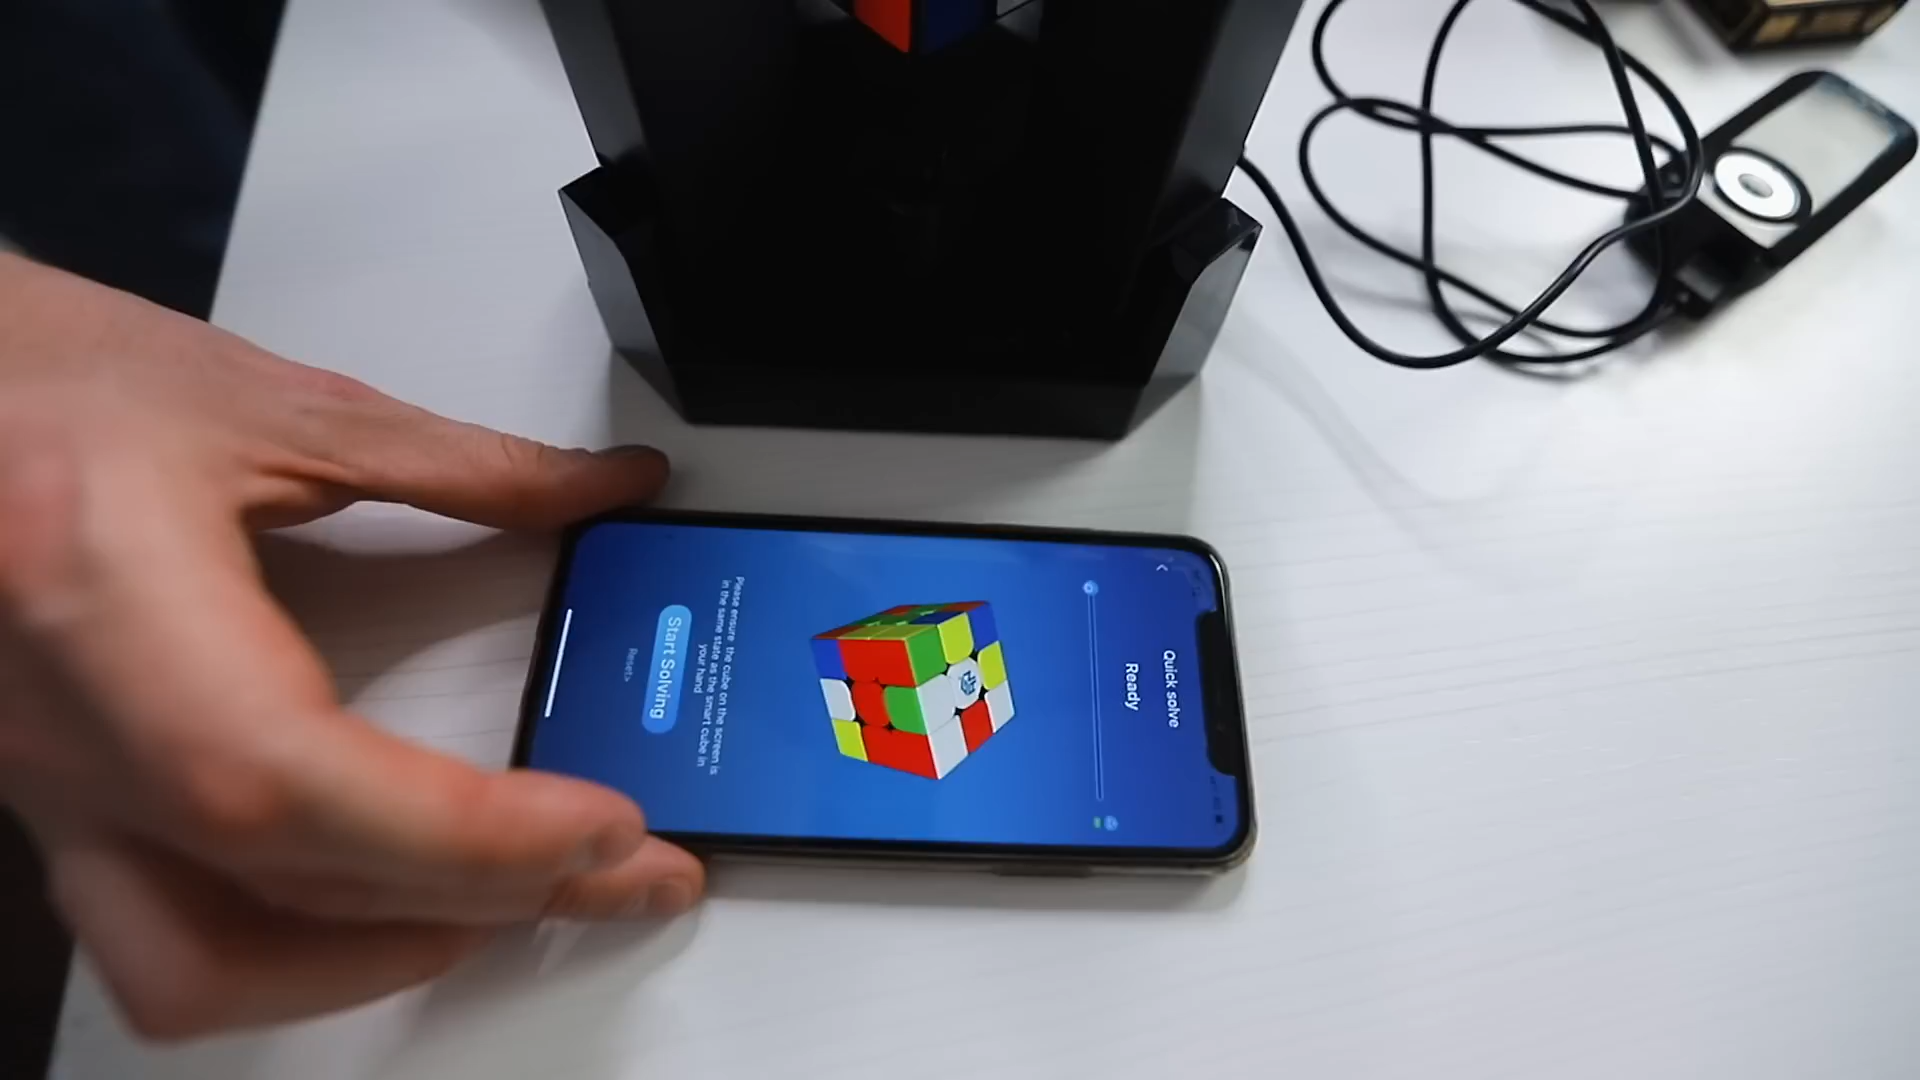 Quick solve
Ready
Please ensure the cube on the screen is
in the same state as the smart cube in
your hand
Start Solving
Reset>